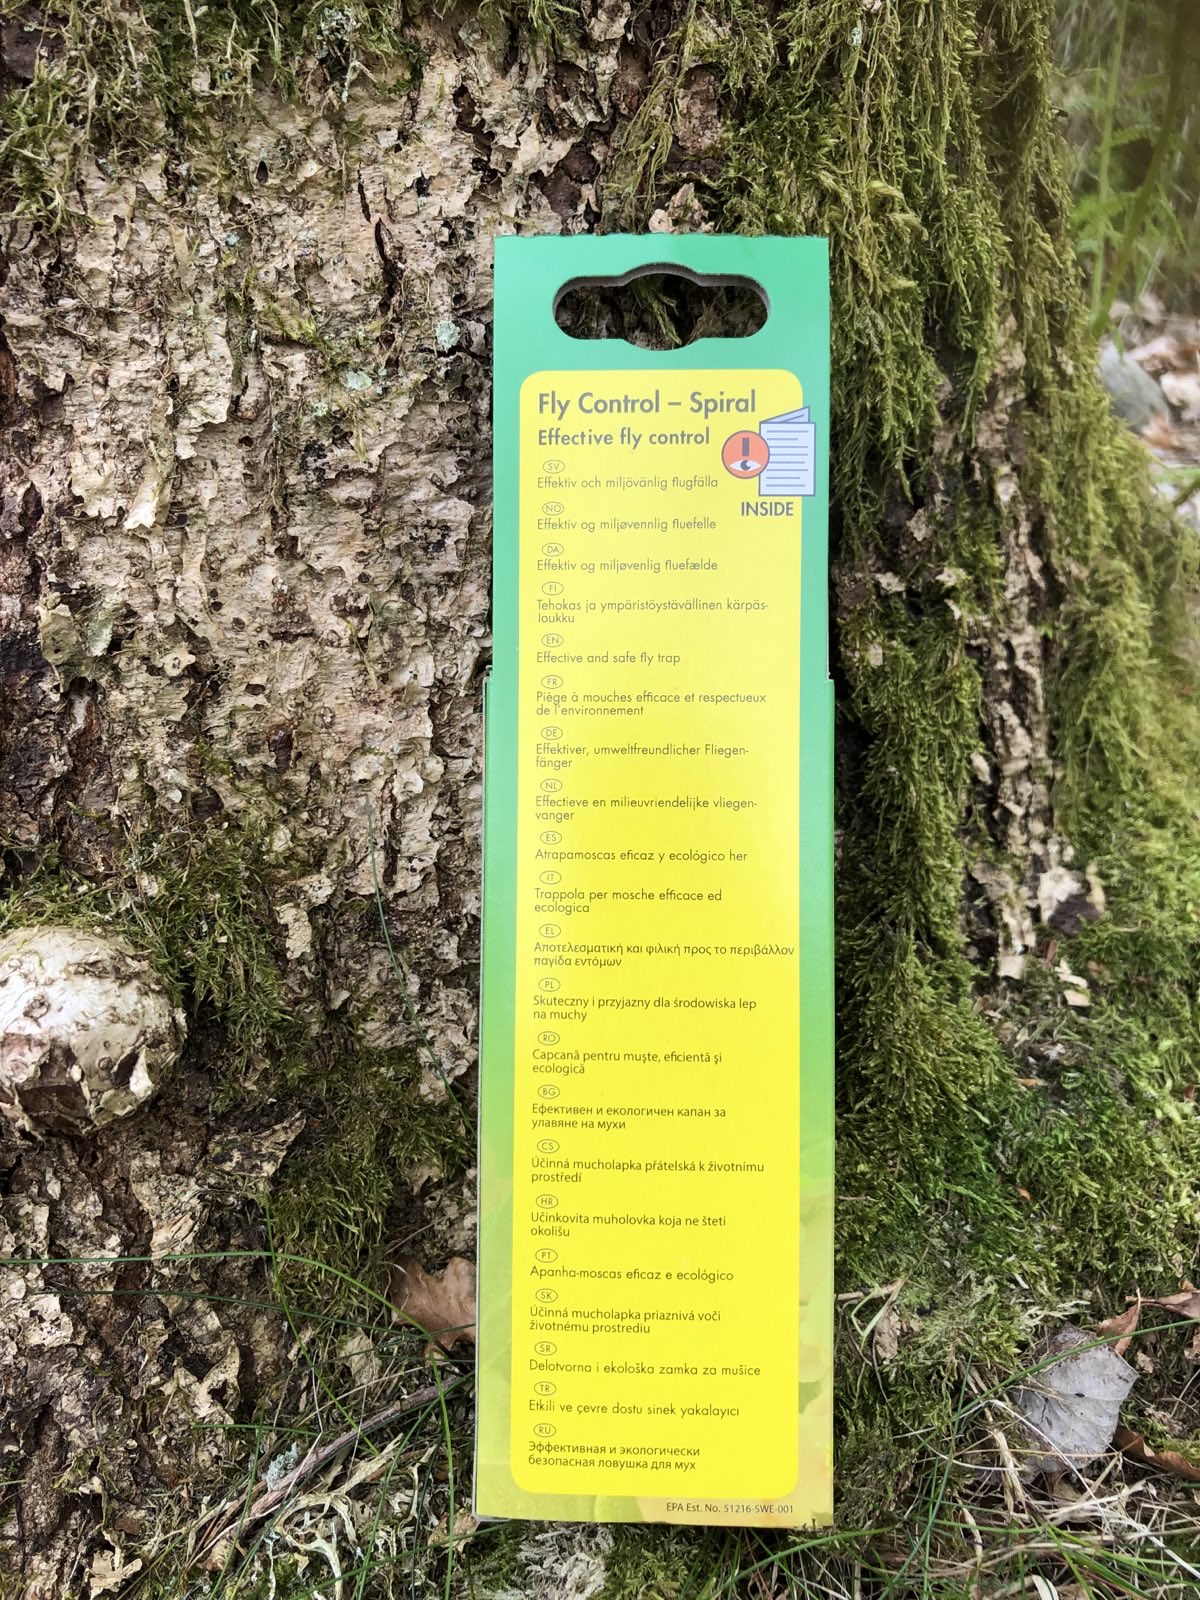 Fly Control – Spiral
Effective fly control
INSIDE
SV
Effektiv och miljövänlig flugfälla
NO
Effektiv og miljøvennlig fluefelle
DA
Effektiv og miljøvenlig fluefælde
FI
Tehokas ja ympäristöystävällinen kärpäs-
loukku
EN
Effective and safe fly trap
FR
Piège à mouches efficace et respectueux
de l'environnement
DE
Effektiver, umweltfreundlicher Fliegen-
fänger
NL
Effectieve en milieuvriendelijke vliegen-
vanger
ES
Atrapamoscas eficaz y ecológico her
IT
Trappola per mosche efficace ed
ecologica
EL
Αποτελεσματική και φιλική προς το περιβάλλον
παγίδα εντόμων
PL
Skuteczny i przyjazny dla środowiska lep
na muchy
RO
Capcană pentru muşte, eficientă şi
ecologică
BG
Ефективен и екологичен капан за
улавяне на мухи
CS
Účinná mucholapka přátelská k životnímu
prostředí
HR
Učinkovita muholovka koja ne šteti
okolišu
PT
Apanha-moscas eficaz e ecológico
SK
Účinná mucholapka priaznivá voči
životnému prostrediu
SR
Delotvorna i ekološka zamka za mušice
TR
Etkili ve çevre dostu sinek yakalayıcı
RU
Эффективная и экологически
безопасная ловушка для мух
EPA Est. No. 51216-SWE-001